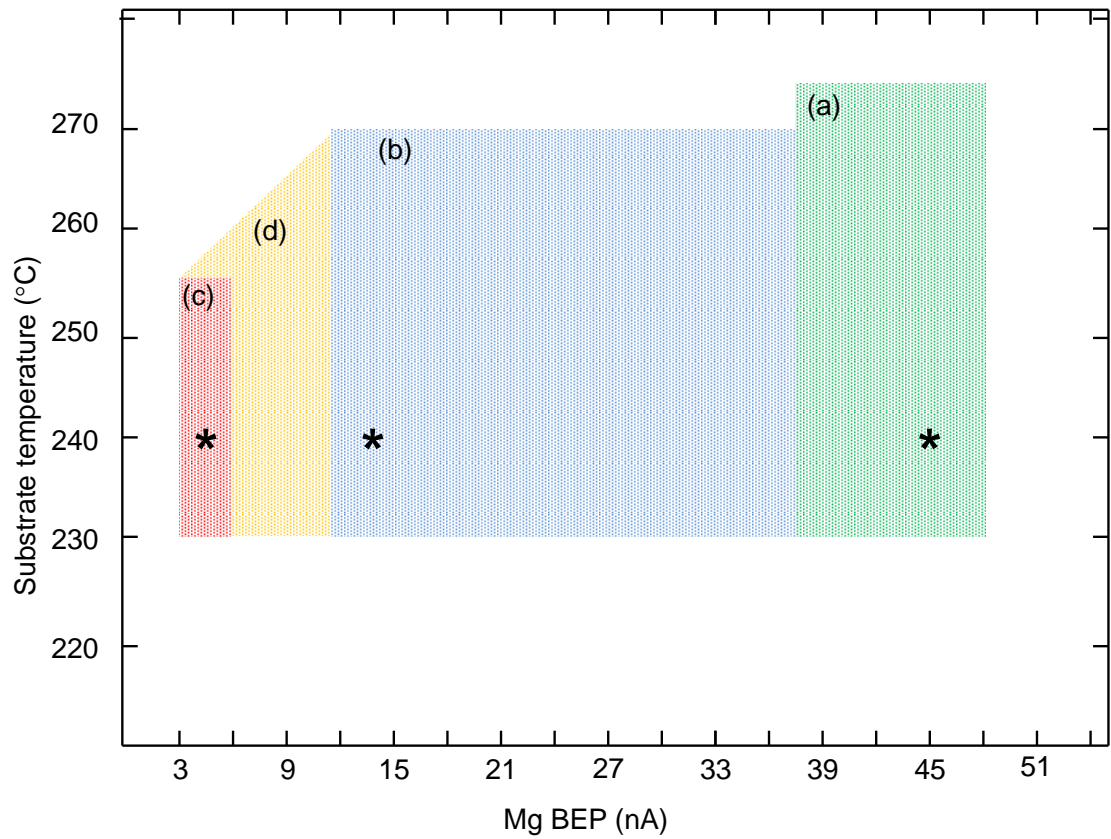 (a)
270
(b)
260
(d)
(c)
250
240
* * *
230
220
Substrate temperature (°C)
3 9 15 21 27 33 39 45 51
Mg BEP (nA)